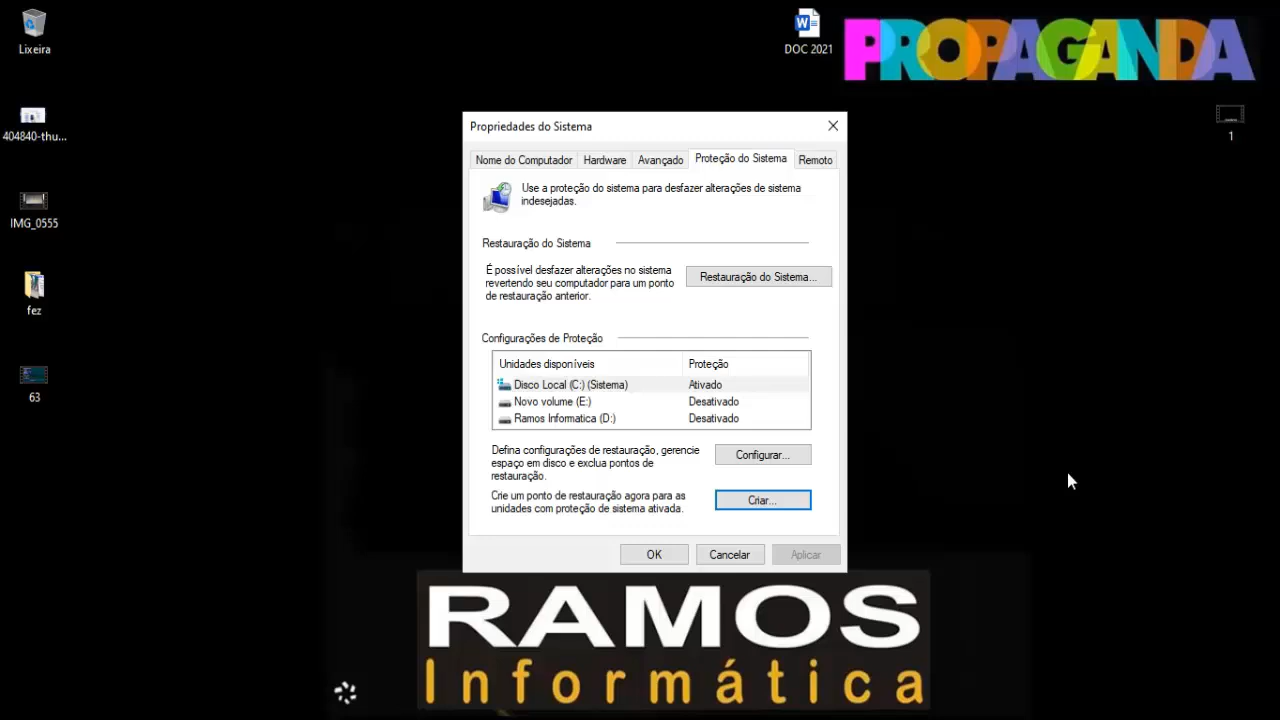 Lixeira
DOC 2021
PROPAGANDA
404840-thu...
1
IMG_0555
fez
63
Propriedades do Sistema
Nome do Computador
Hardware
Avançado
Proteção do Sistema
Remoto
Use a proteção do sistema para desfazer alterações de sistema
indesejadas.
Restauração do Sistema
É possível desfazer alterações no sistema
revertendo seu computador para um ponto
de restauração anterior.
Restauração do Sistema...
Configurações de Proteção
Unidades disponíveis Proteção
Disco Local (C:) (Sistema) Ativado
Novo volume (E:) Desativado
Ramos Informatica (D:) Desativado
Defina configurações de restauração, gerencie
espaço em disco e exclua pontos de
restauração.
Configurar...
Crie um ponto de restauração agora para as
unidades com proteção de sistema ativada.
Criar...
OK
Cancelar
Aplicar
RAMOS
Informática